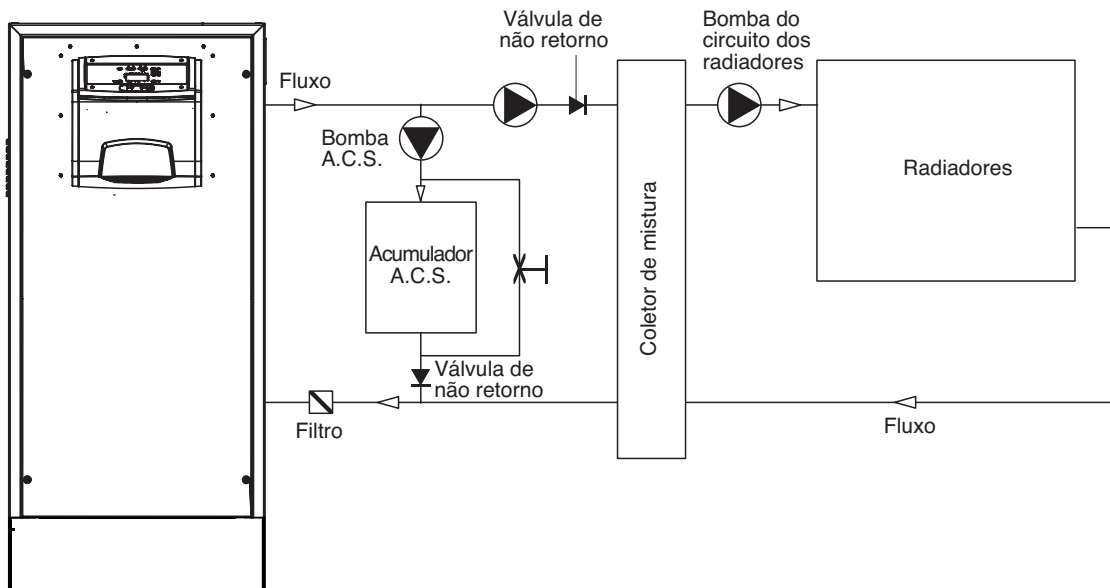 Válvula de
não retorno
Bomba do
circuito dos
radiadores
Fluxo
Bomba
A.C.S.
Radiadores
Acumulador
A.C.S.
Coletor de mistura
Válvula de
não retorno
Filtro
Fluxo